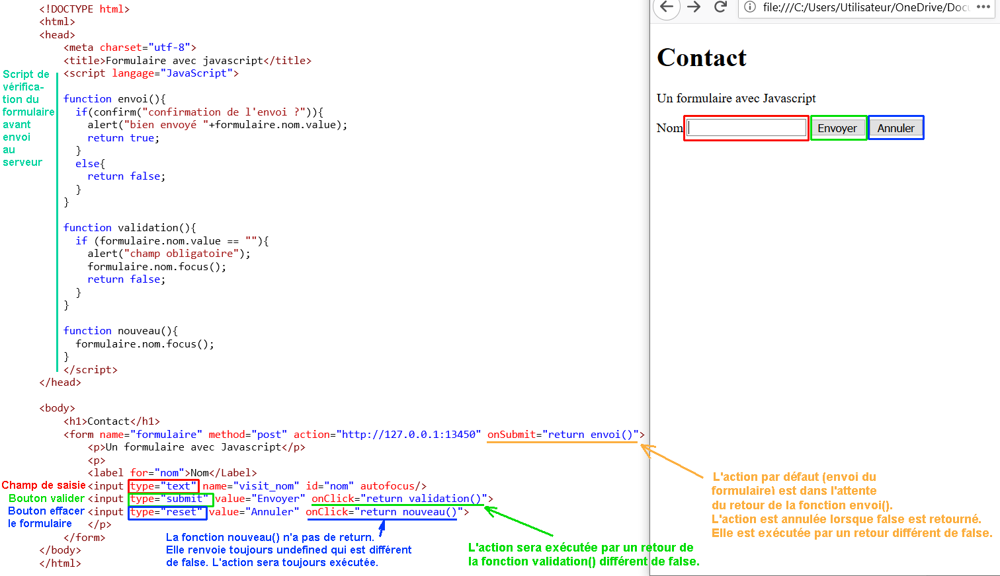 <!DOCTYPE html>
<html>
<head>
<meta charset="utf-8">
<title>Formulaire avec javascript</title>
<script langage="JavaScript">
function envoi(){
if(confirm("confirmation de l'envoi ?")){
alert("bien envoyé "+formulaire.nom.value);
return true;
}
else{
return false;
}
}
function validation(){
if (formulaire.nom.value == ""){
alert("champ obligatoire");
formulaire.nom.focus();
return false;
}
}
function nouveau(){
formulaire.nom.focus();
}
</script>
</head>
<body>
<h1>Contact</h1>
<form name="formulaire" method="post" action="http://127.0.0.1:13450" onSubmit="return envoi()">
<p>Un formulaire avec Javascript</p>
<p>
<label for="nom">Nom</Label>
<input type="text" name="visit_nom" id="nom" autofocus/>
<input type="submit" value="Envoyer" onClick="return validation()">
<input type="reset" value="Annuler" onClick="return nouveau()">
</p>
</form>
</body>
</html>
Script de
vérifica-
tion du
formulaire
avant
envoi
au
serveur
Champ de saisie
Bouton valider
Bouton effacer
le formulaire
La fonction nouveau() n'a pas de return.
Elle renvoie toujours undefined qui est différent
de false. L'action sera toujours exécutée.
L'action sera exécutée par un retour de
la fonction validation() différent de false.
L'action par défaut (envoi du
formulaire) est dans l'attente
du retour de la fonction envoi().
L'action est annulée lorsque false est retourné.
Elle est exécutée par un retour différent de false.
file:///C:/Users/Utilisateur/OneDrive/Docu
Contact
Un formulaire avec Javascript
Nom Envoyer Annuler